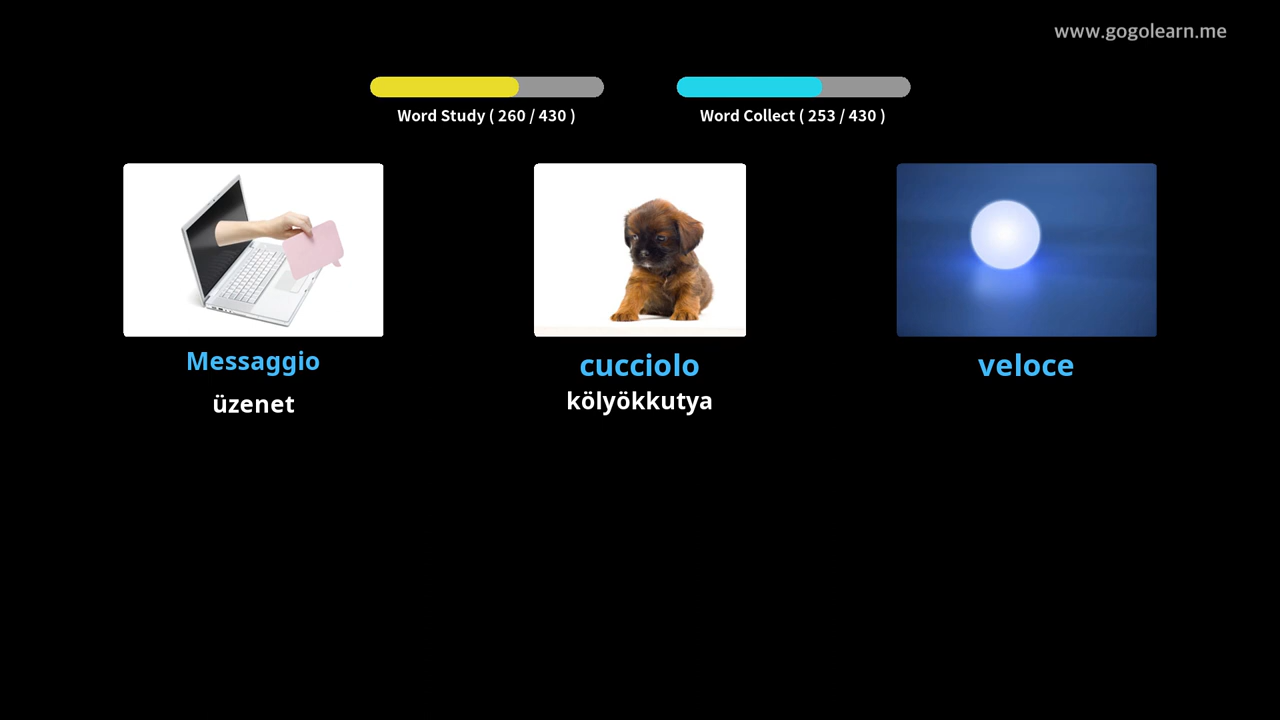 www.gogolearn.me
Word Study ( 260 / 430 )
Word Collect ( 253 / 430 )
Messaggio
üzenet
cucciolo
kölyökkutya
veloce